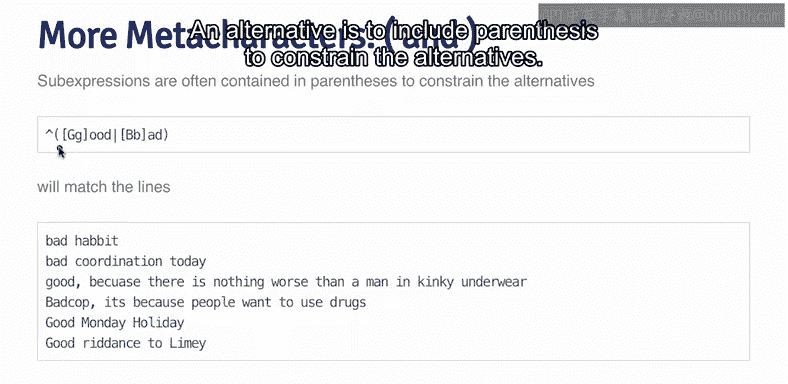 More Metacharacters: ( and )
An alternative is to include parenthesis
to constrain the alternatives.
Subexpressions are often contained in parentheses to constrain the alternatives
^([Gg]ood|[Bb]ad)
will match the lines
bad habbit
bad coordination today
good, becuase there is nothing worse than a man in kinky underwear
Badcop, its because people want to use drugs
Good Monday Holiday
Good riddance to Limey